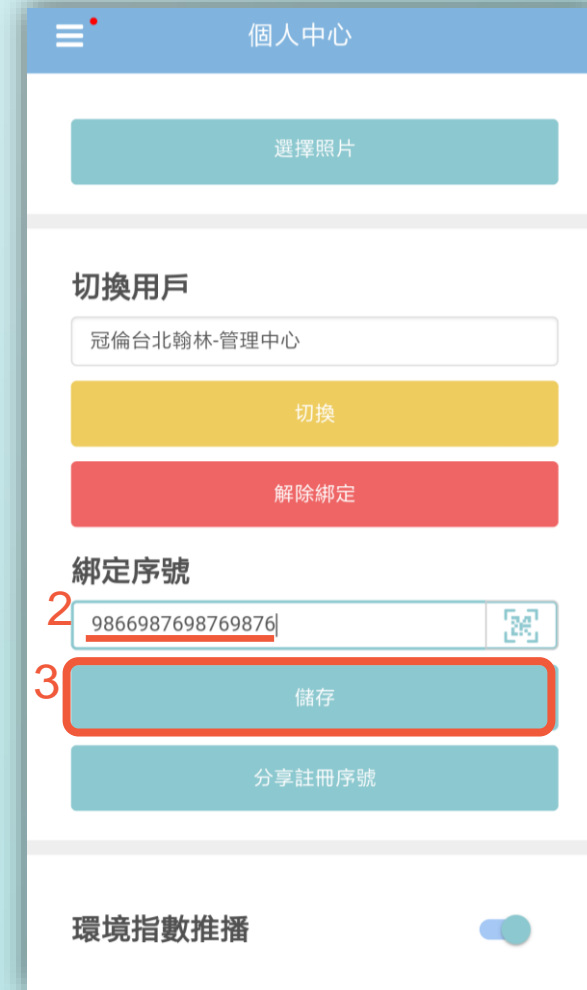 個人中心
選擇照片
切換用戶
冠倫台北翰林-管理中心
切換
解除綁定
綁定序號
2
9866987698769876
3
儲存
分享註冊序號
環境指數推播